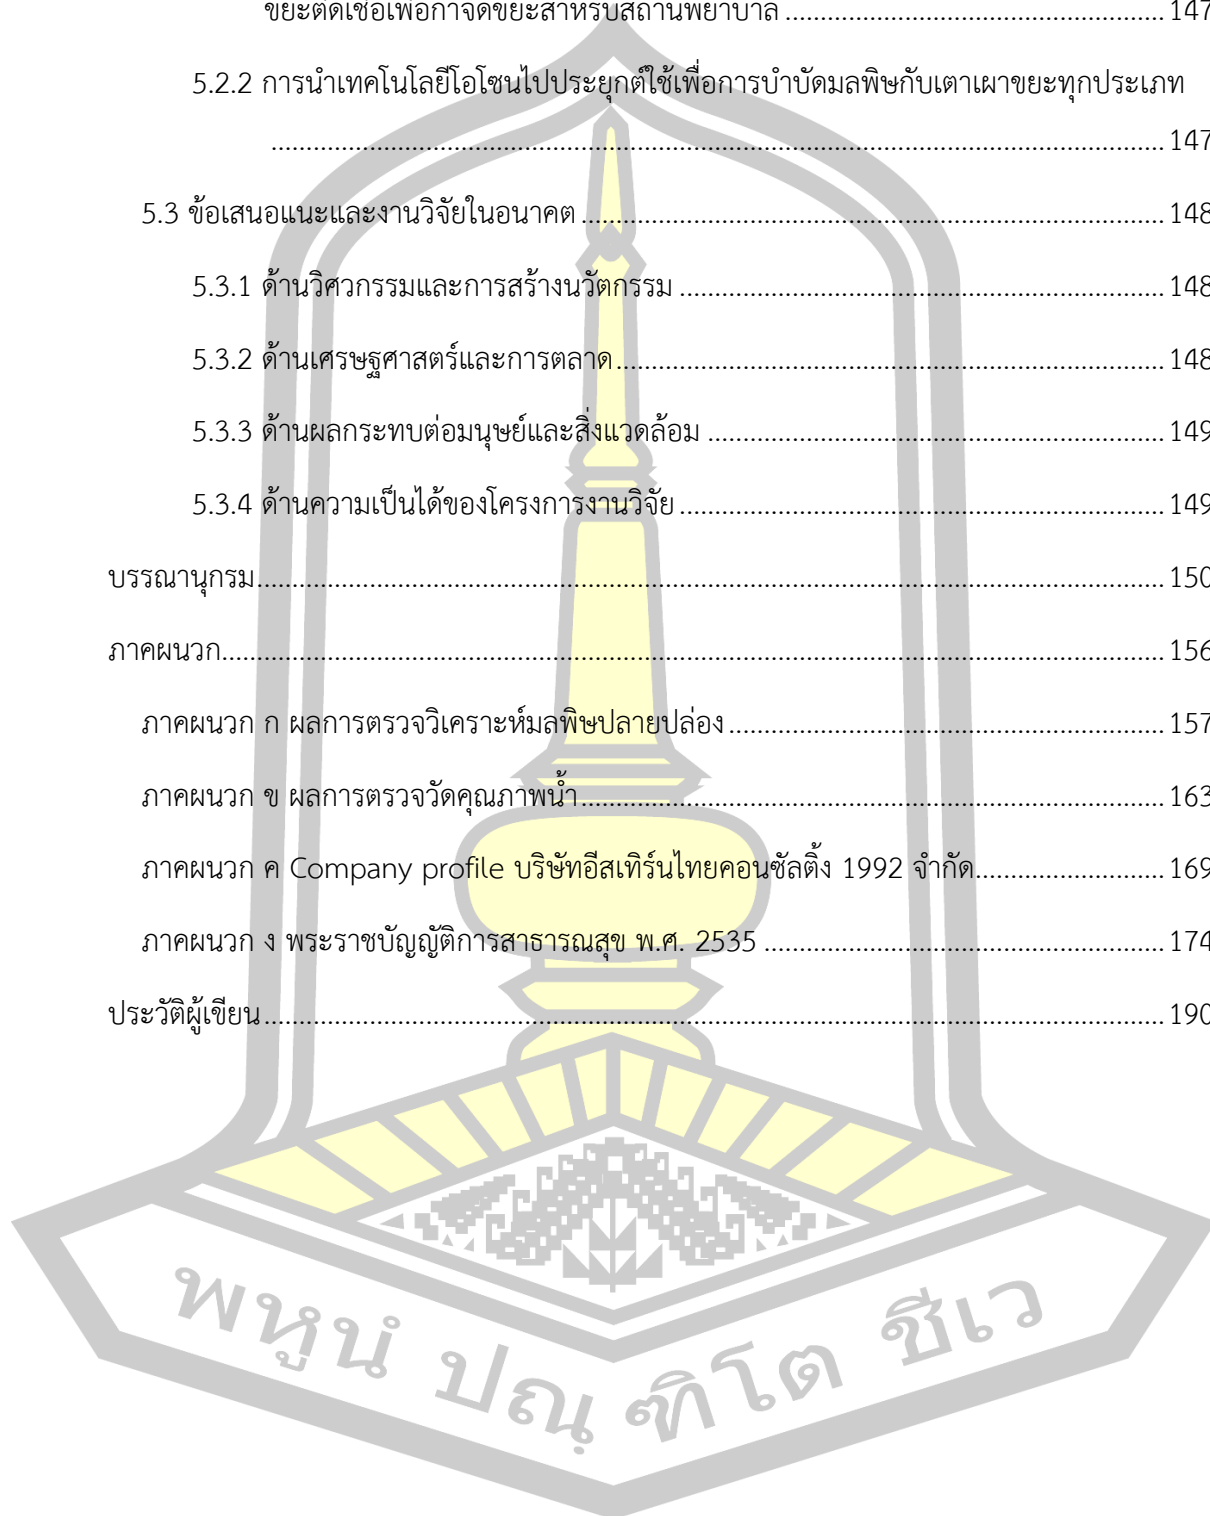 ขยะติดเชื้อเพื่อกำจัดขยะสำหรับสถานพยาบาล ........................................ 147
5.2.2 การนำเทคโนโลยีโอโซนไปประยุกต์ใช้เพื่อการบำบัดมลพิษกับเตาเผาขยะทุกประเภท
........................................ 147
5.3 ข้อเสนอแนะและงานวิจัยในอนาคต ........................................ 148
5.3.1 ด้านวิศวกรรมและการสร้างนวัตกรรม ........................................ 148
5.3.2 ด้านเศรษฐศาสตร์และการตลาด ........................................ 148
5.3.3 ด้านผลกระทบต่อมนุษย์และสิ่งแวดล้อม ........................................ 149
5.3.4 ด้านความเป็นได้ของโครงการงานวิจัย ........................................ 149
บรรณานุกรม ........................................ 150
ภาคผนวก ........................................ 156
ภาคผนวก ก ผลการตรวจวิเคราะห์มลพิษปลายปล่อง ........................................ 157
ภาคผนวก ข ผลการตรวจวัดคุณภาพน้ำ ........................................ 163
ภาคผนวก ค Company profile บริษัทอีสเทิร์นไทยคอนซัลติ้ง 1992 จำกัด ........................................ 169
ภาคผนวก ง พระราชบัญญัติการสาธารณสุข พ.ศ. 2535 ........................................ 174
ประวัติผู้เขียน ........................................ 190
พหูนํ ปณฺฑิโต ชีเว